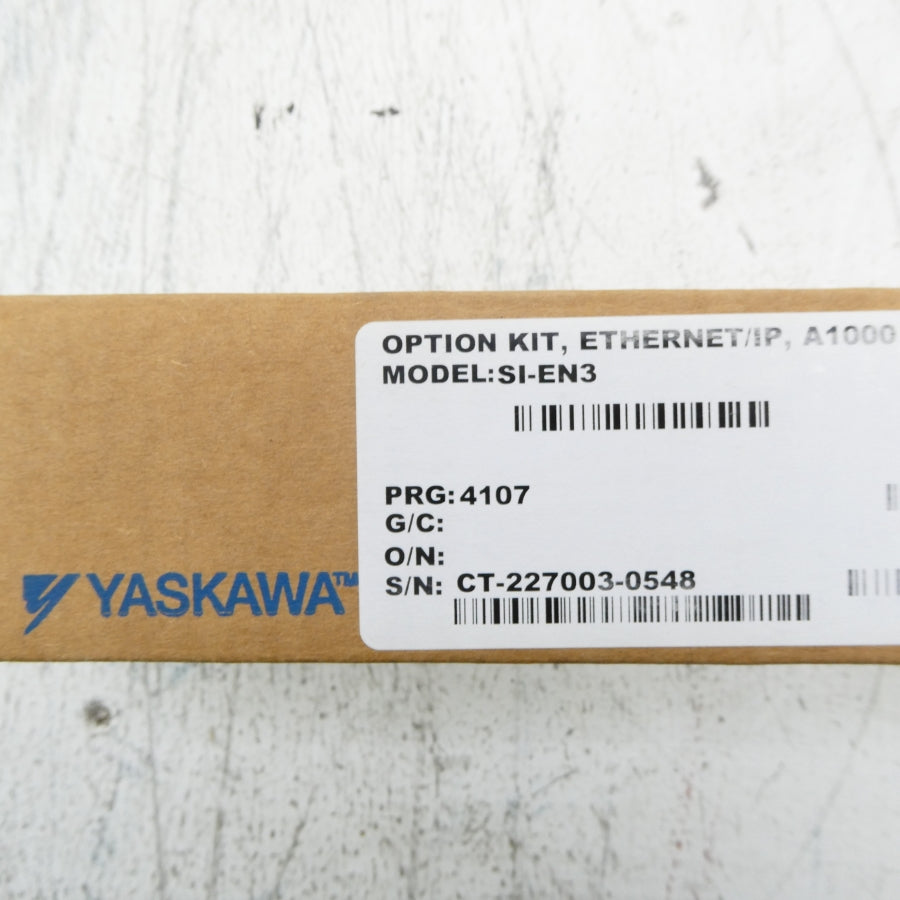 OPTION KIT, ETHERNET/IP, A1000
MODEL:SI-EN3
PRG:4107
G/C:
O/N:
S/N: CT-227003-0548
YASKAWA™